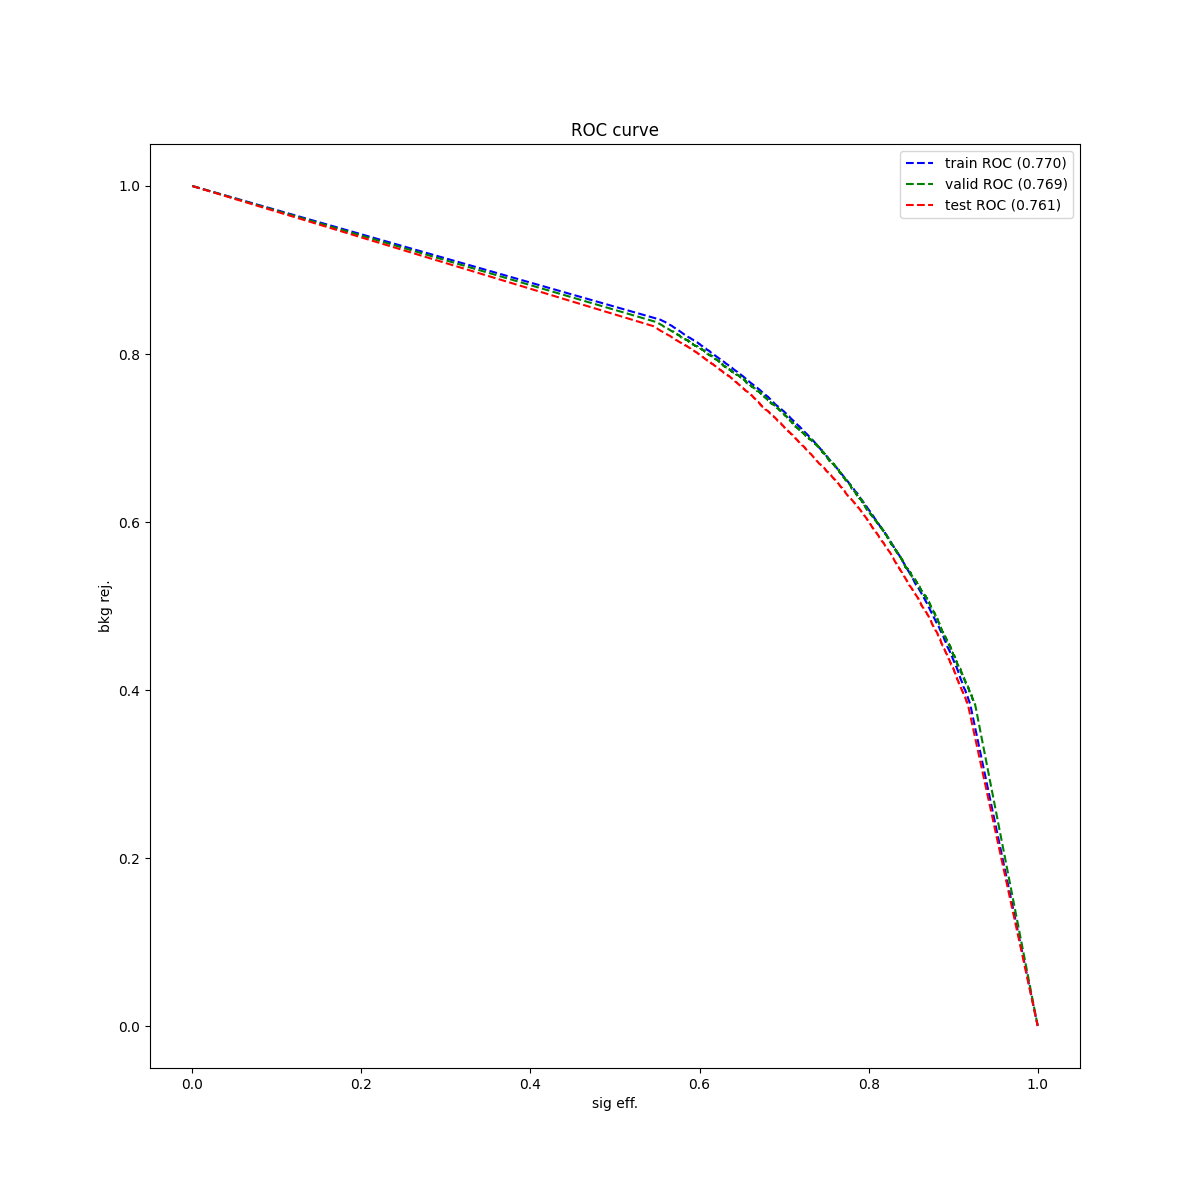 ROC curve
train ROC (0.770)
valid ROC (0.769)
test ROC (0.761)
1.0
0.8
0.6
0.4
0.2
0.0
bkg rej.
0.0 0.2 0.4 0.6 0.8 1.0
sig eff.